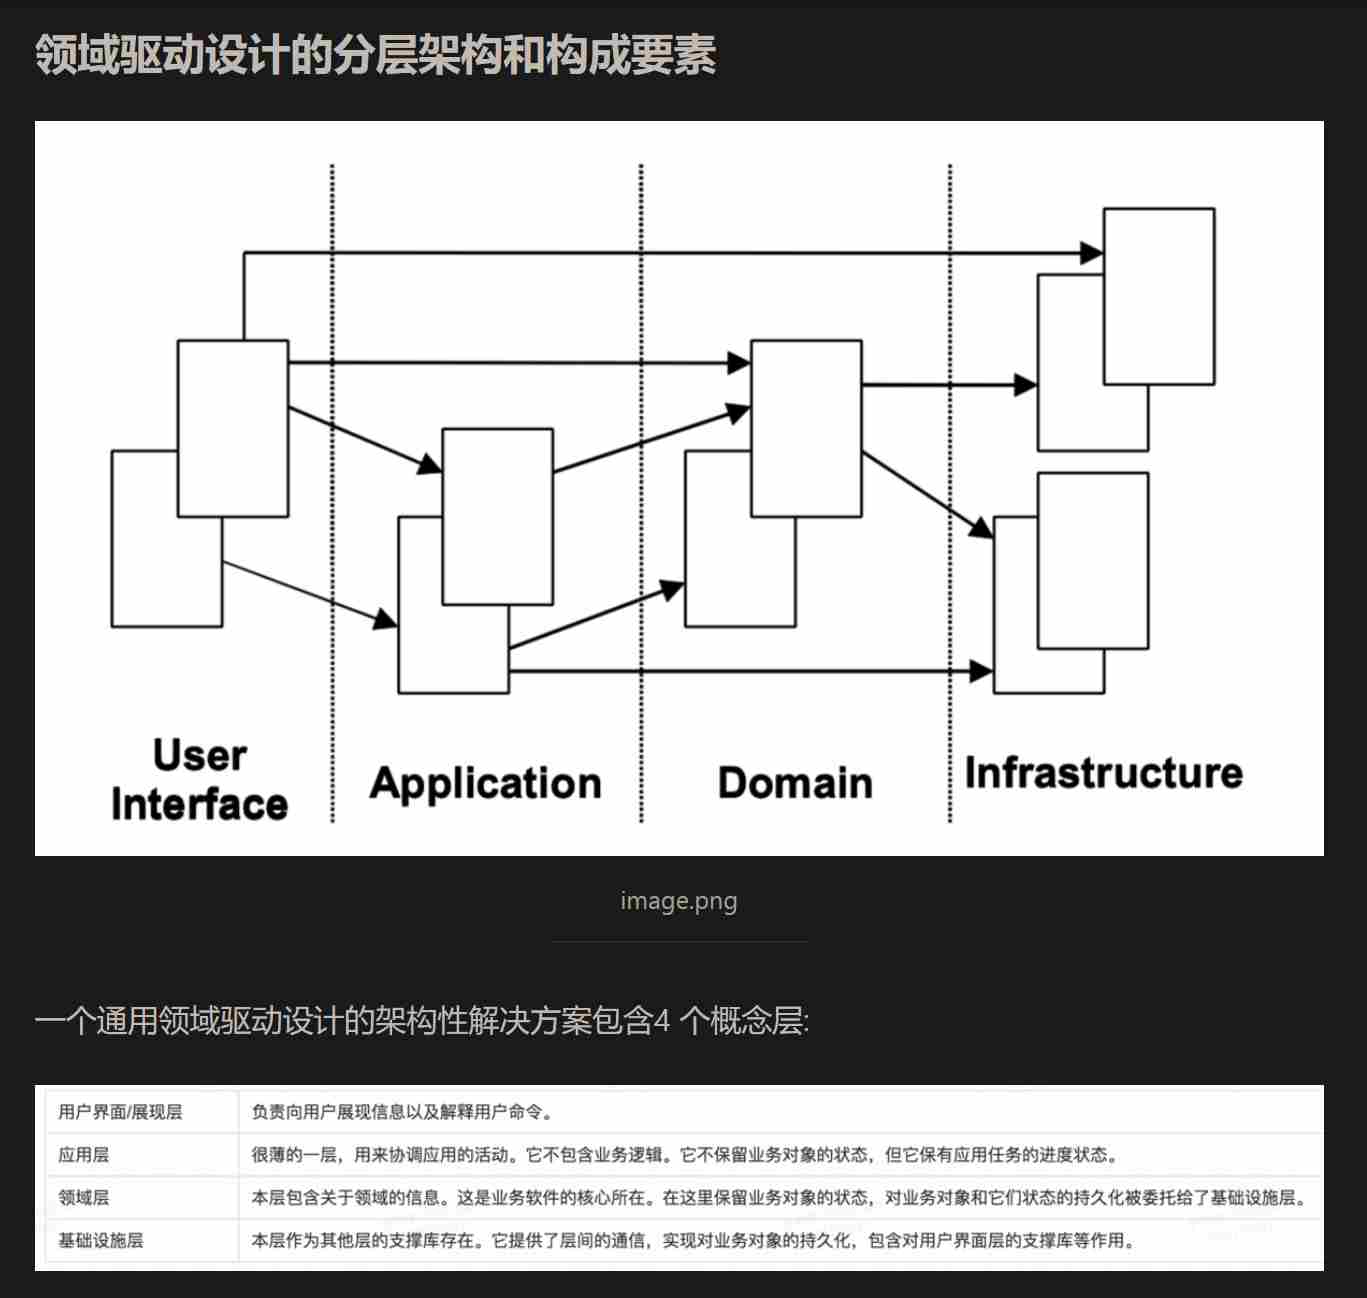 领域驱动设计的分层架构和构成要素
User
Interface
Application
Domain
Infrastructure
image.png
一个通用领域驱动设计的架构性解决方案包含4 个概念层:
用户界面/展现层 负责向用户展现信息以及解释用户命令。
应用层 很薄的一层，用来协调应用的活动。它不包含业务逻辑。它不保留业务对象的状态，但它保有应用任务的进度状态。
领域层 本层包含关于领域的信息。这是业务软件的核心所在。在这里保留业务对象的状态，对业务对象和它们状态的持久化被委托给了基础设施层。
基础设施层 本层作为其他层的支撑库存在。它提供了层间的通信，实现对业务对象的持久化，包含对用户界面层的支撑库等作用。